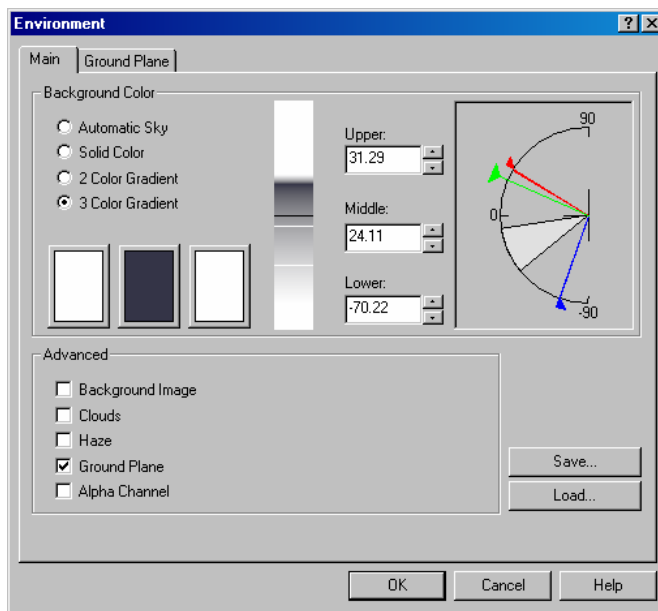 Environment
Main
Ground Plane
Background Color
Automatic Sky
Solid Color
2 Color Gradient
3 Color Gradient
Upper:
31.29
Middle:
24.11
Lower:
-70.22
90
0
-90
Advanced
Background Image
Clouds
Haze
Ground Plane
Alpha Channel
Save...
Load...
OK
Cancel
Help